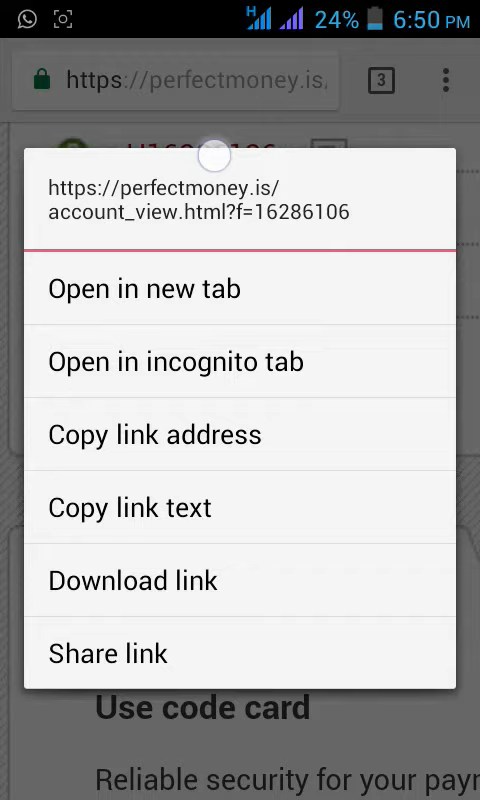 H 24% 6:50 PM
https://perfectmoney.is,
3
https://perfectmoney.is/
account_view.html?f=16286106
Open in new tab
Open in incognito tab
Copy link address
Copy link text
Download link
Share link
Use code card
Reliable security for your paym